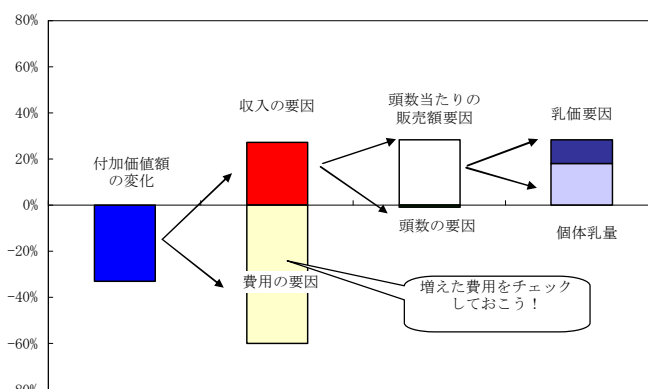 80%
60%
40%
20%
0%
-20%
-40%
-60%
-80%
付加価値額
の変化
収入の要因
費用の要因
頭数当たりの
販売額要因
頭数の要因
乳価要因
個体乳量
増えた費用をチェック
しておこう！